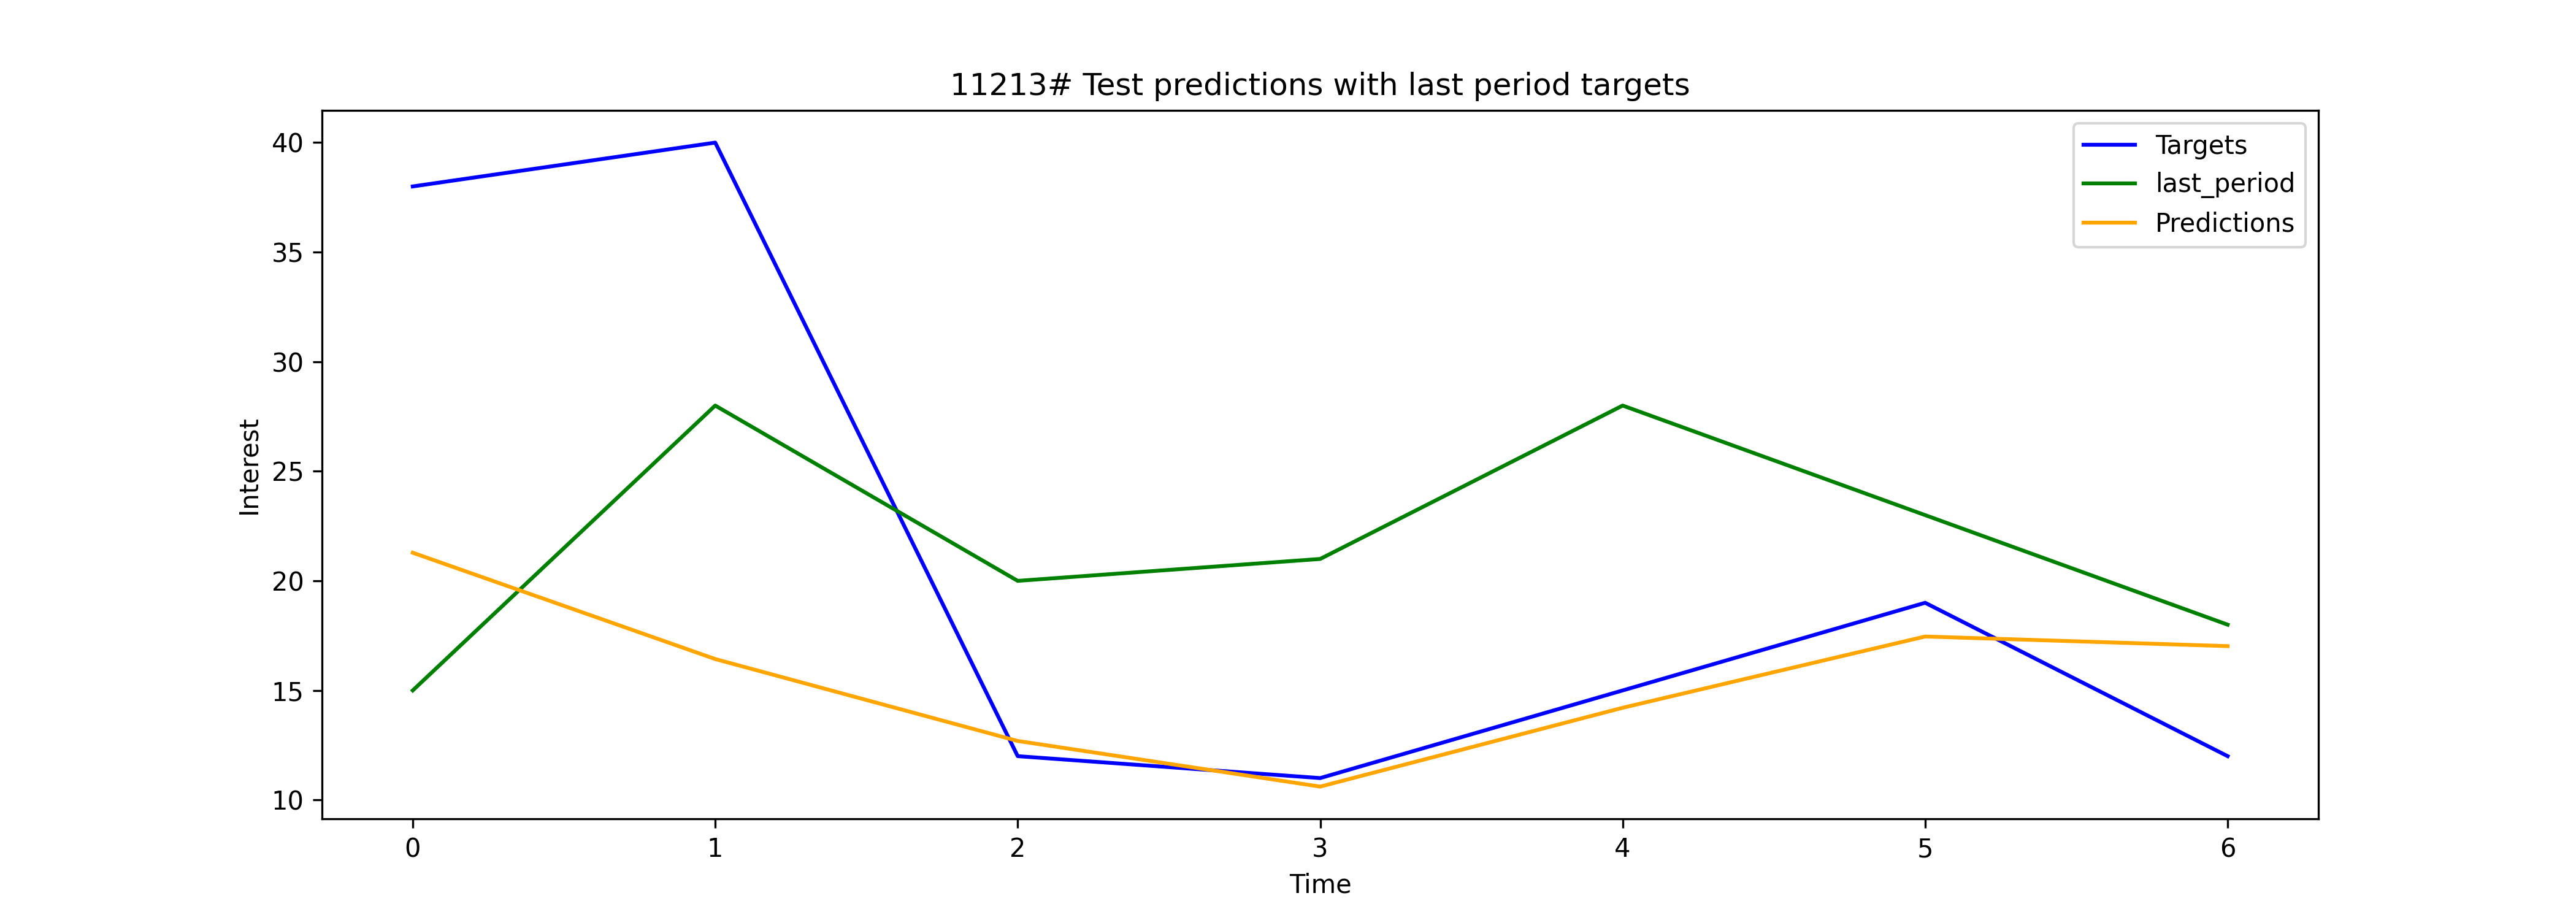 11213# Test predictions with last period targets
Targets
last_period
Predictions
Interest
40
35
30
25
20
15
10
0 1 2 3 4 5 6
Time